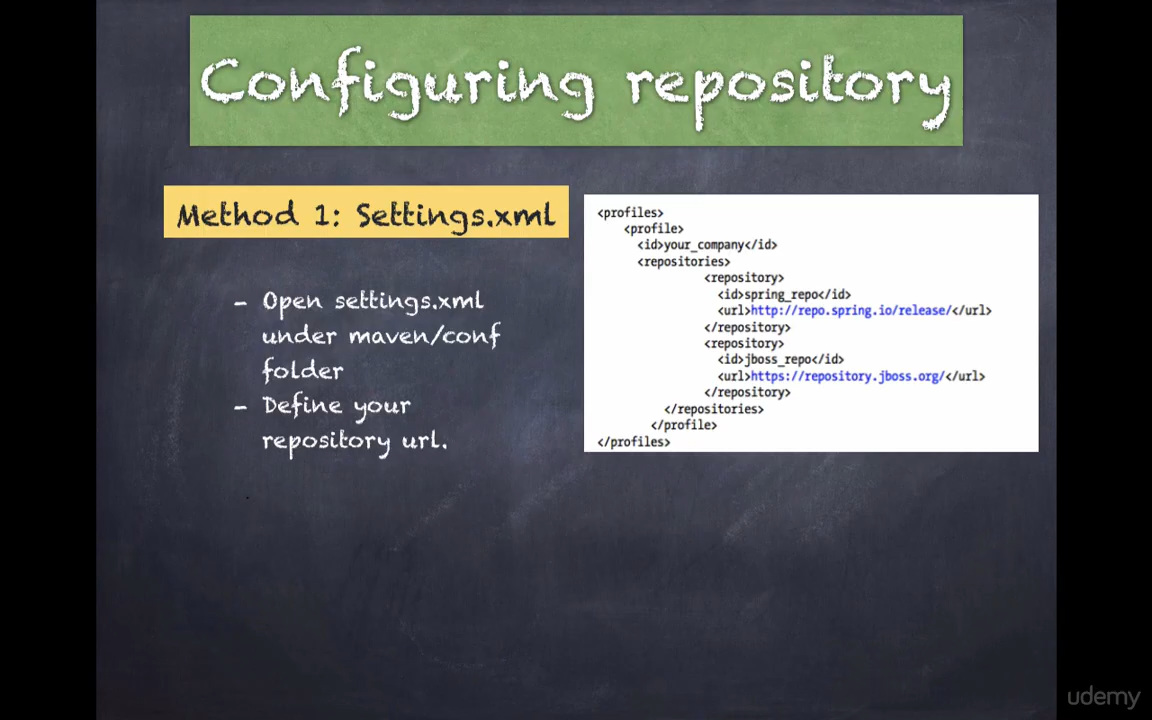 Configuring repository
Method 1: Settings.xml
- Open settings.xml
under maven/conf
folder
- Define your
repository url.
<profiles>
<profile>
<id>your_company</id>
<repositories>
<repository>
<id>spring_repo</id>
<url>http://repo.spring.io/release/</url>
</repository>
<repository>
<id>jboss_repo</id>
<url>https://repository.jboss.org/</url>
</repository>
</repositories>
</profile>
</profiles>
udemy